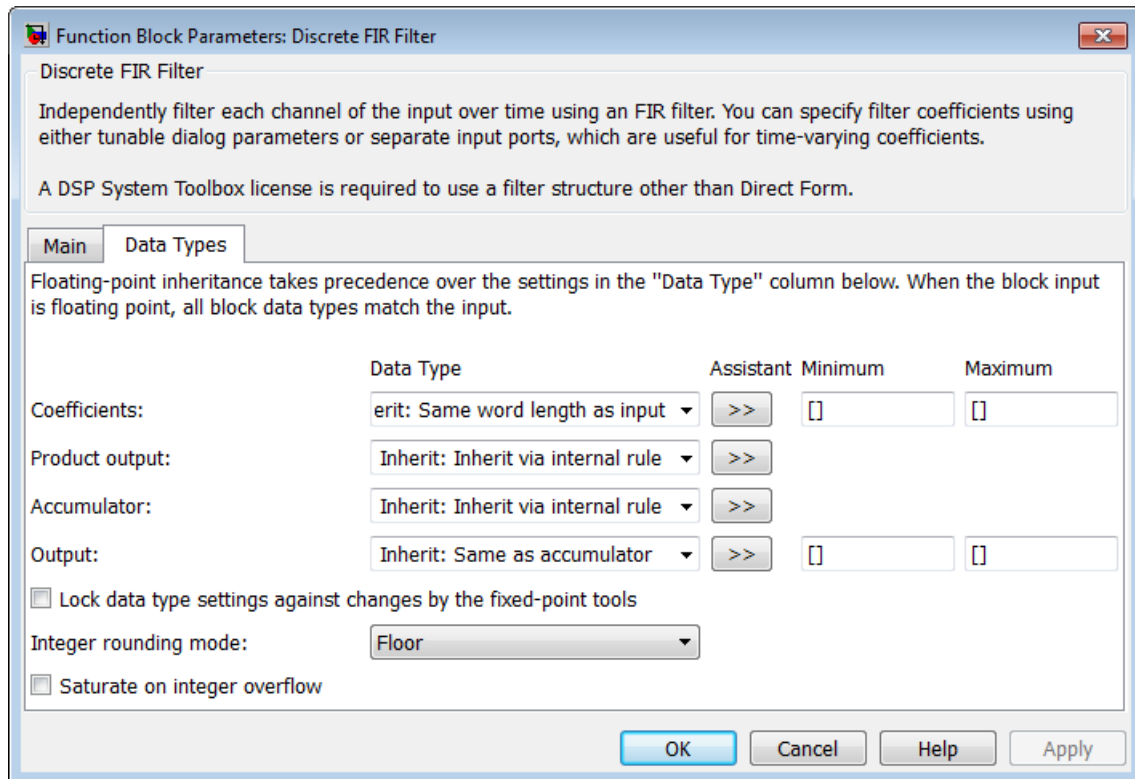 Function Block Parameters: Discrete FIR Filter
Discrete FIR Filter
Independently filter each channel of the input over time using an FIR filter. You can specify filter coefficients using
either tunable dialog parameters or separate input ports, which are useful for time-varying coefficients.
A DSP System Toolbox license is required to use a filter structure other than Direct Form.
Main Data Types
Floating-point inheritance takes precedence over the settings in the "Data Type" column below. When the block input
is floating point, all block data types match the input.
Data Type Assistant Minimum Maximum
Coefficients: erit: Same word length as input >> [] []
Product output: Inherit: Inherit via internal rule >>
Accumulator: Inherit: Inherit via internal rule >>
Output: Inherit: Same as accumulator >> [] []
Lock data type settings against changes by the fixed-point tools
Integer rounding mode: Floor
Saturate on integer overflow
OK Cancel Help Apply